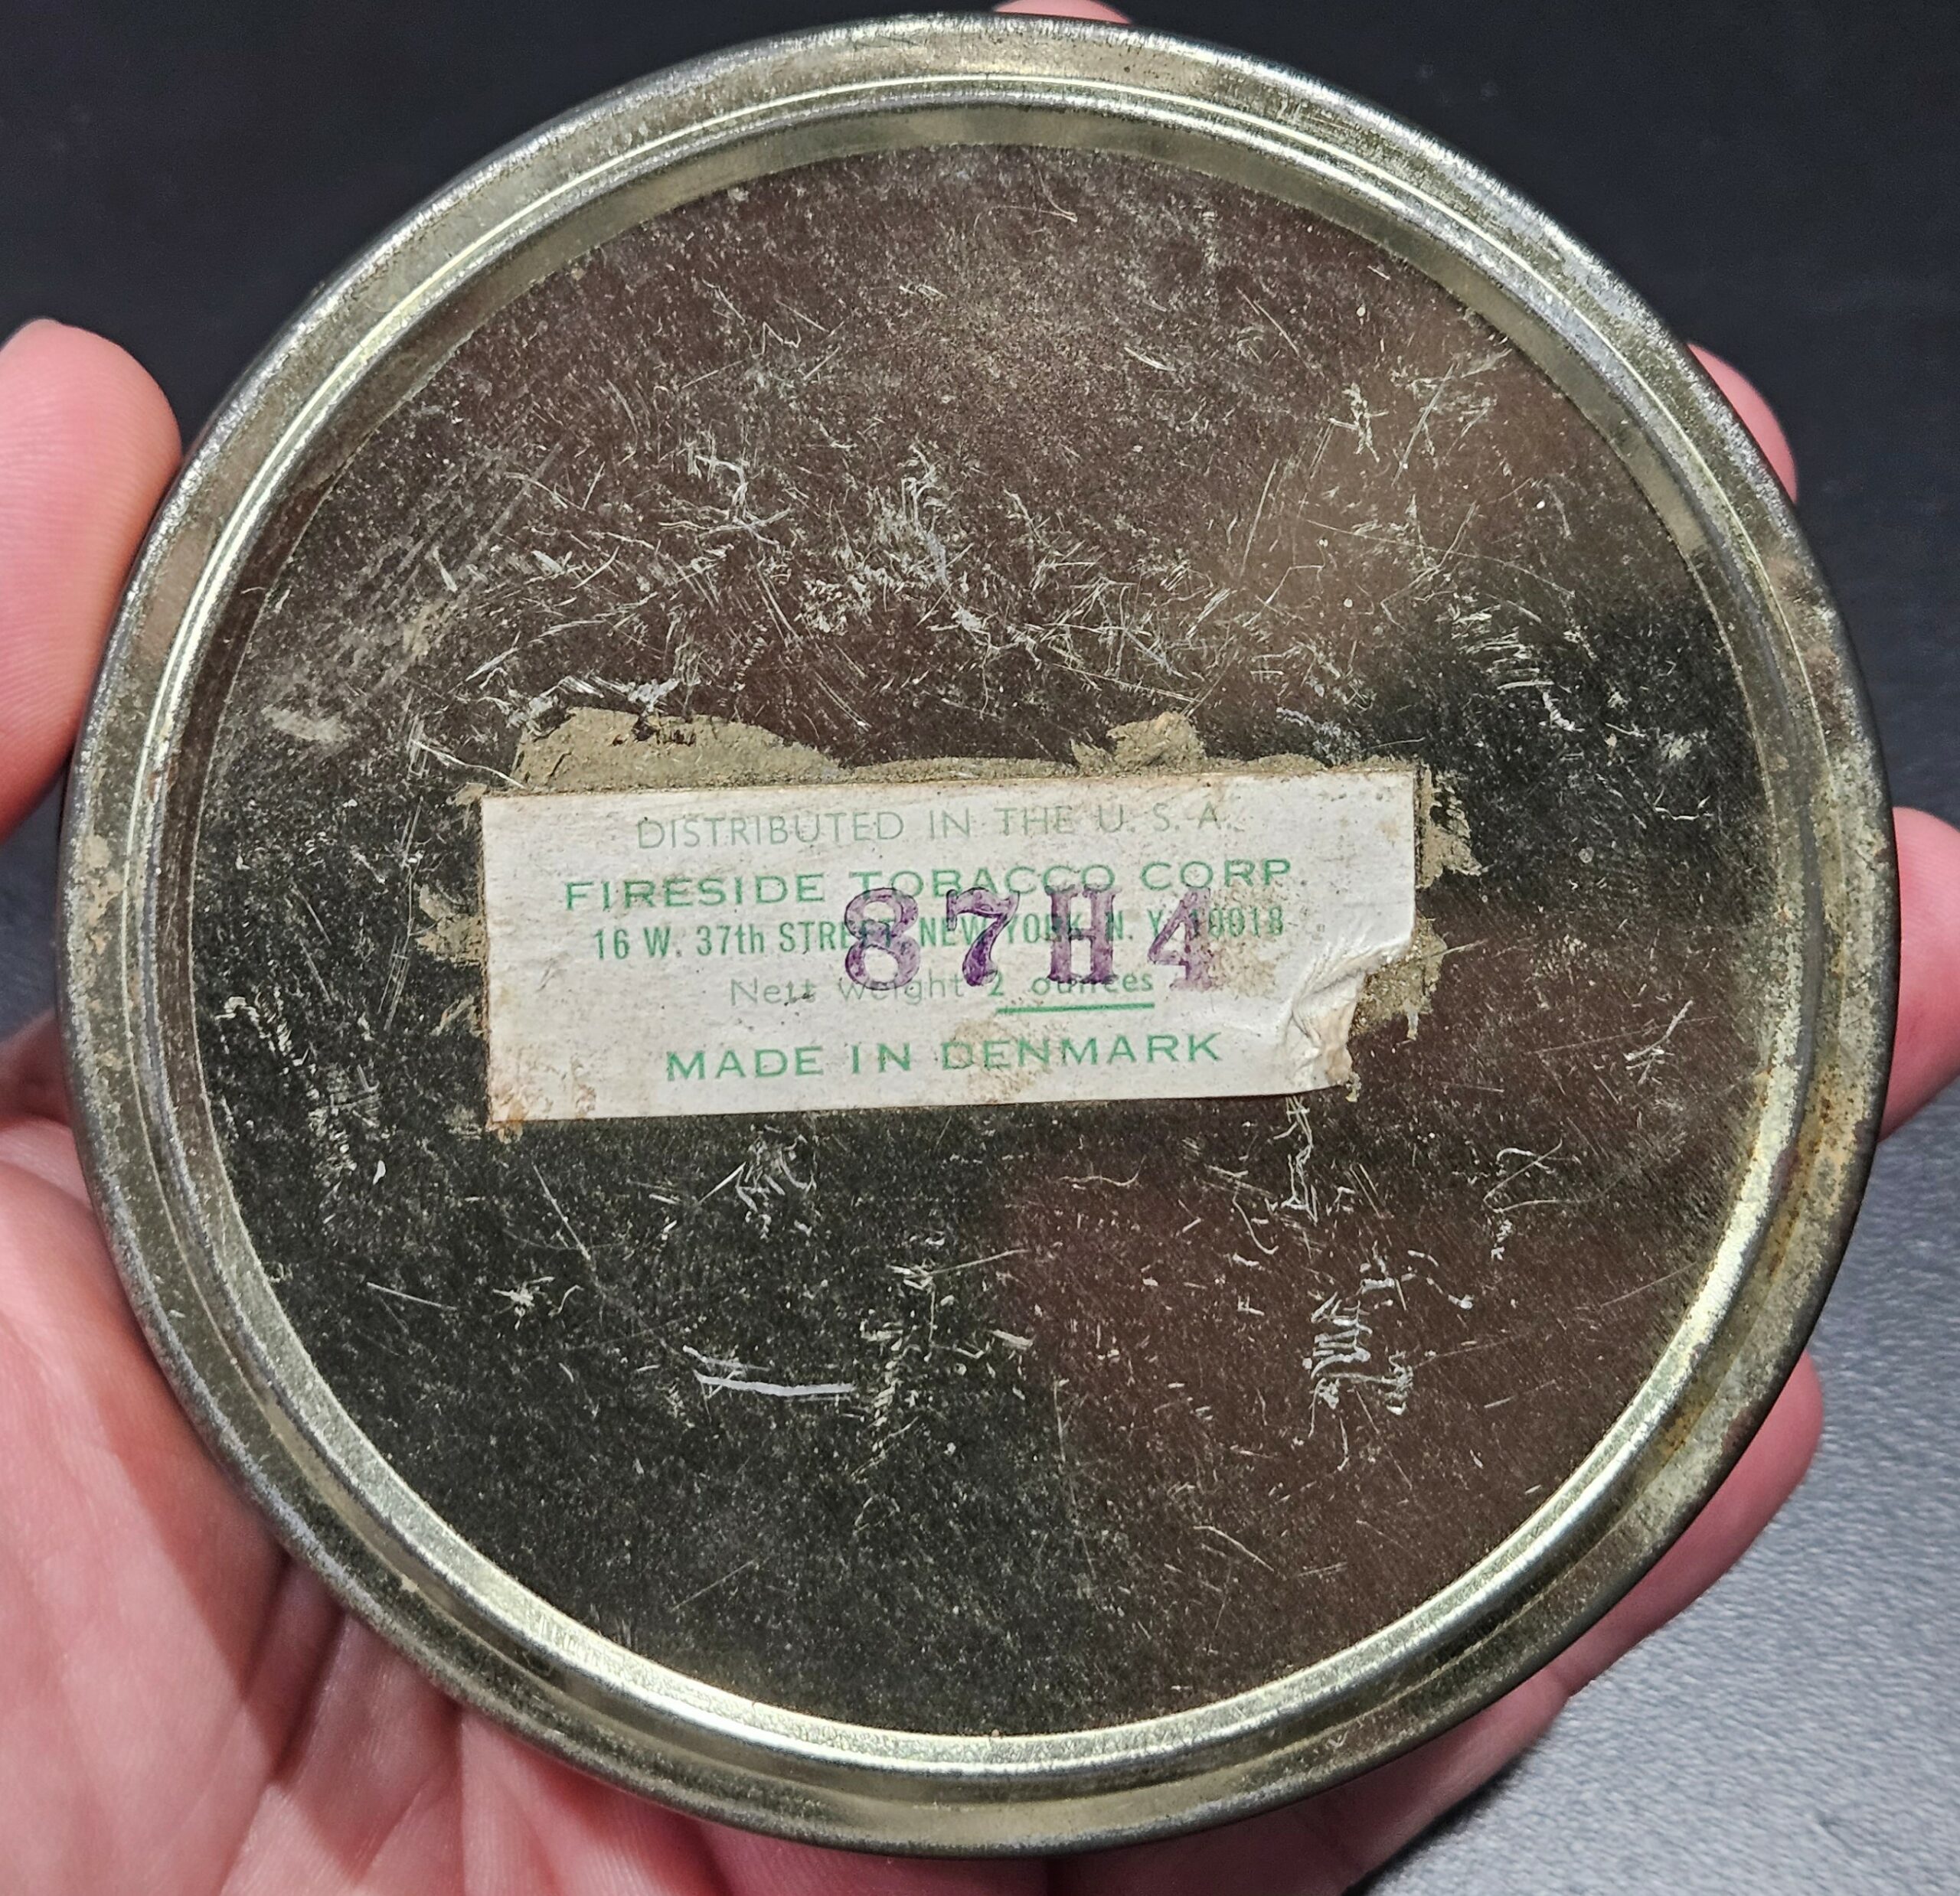 DISTRIBUTED IN THE U. S. A.
FIRESIDE TOBACCO CORP
87H4
16 W. 37th STREET, NEW YORK, N. Y. 10018
Nett weight 2 ounces
MADE IN DENMARK